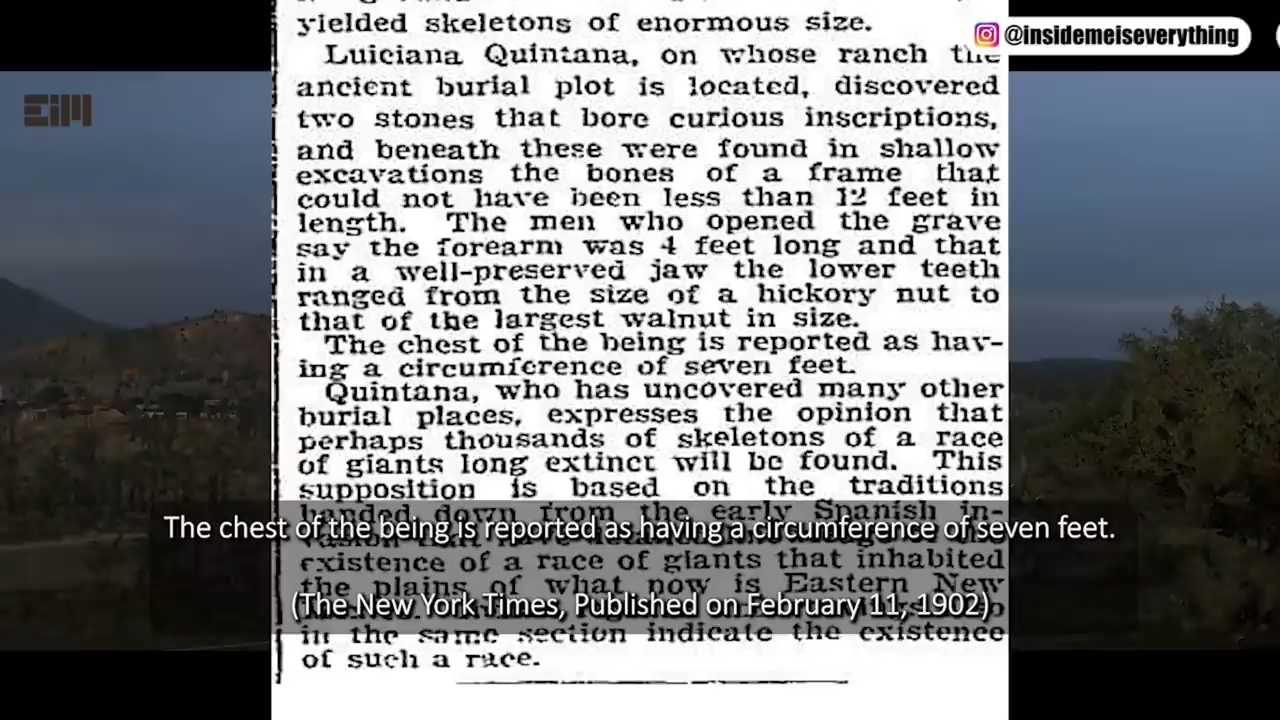 yielded skeletons of enormous size.
@insidemeiseverything
Luiciana Quintana, on whose ranch the
EIM
ancient burial plot is located, discovered
two stones that bore curious inscriptions,
and beneath these were found in shallow
excavations the bones of a frame that
could not have been less than 12 feet in
length. The men who opened the grave
say the forearm was 4 feet long and that
in a well-preserved jaw the lower teeth
ranged from the size of a hickory nut to
that of the largest walnut in size.
The chest of the being is reported as hav-
ing a circumference of seven feet.
Quintana, who has uncovered many other
burial places, expresses the opinion that
perhaps thousands of skeletons of a race
of giants long extinct will be found. This
supposition is based on the traditions
handed down from the early Spanish in-
The chest of the being is reported as having a circumference of seven feet.
existence of a race of giants that inhabited
the plains of what now is Eastern New
(The New York Times, Published on February 11, 1902)
in the same section indicate the existence
of such a race.